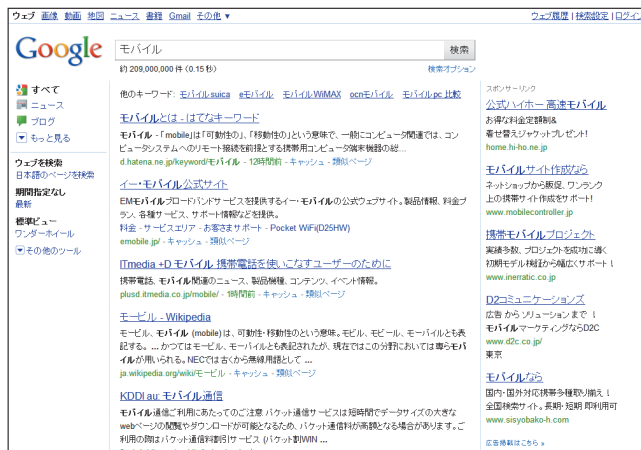 ウェブ 画像 動画 地図 ニュース 書籍 Gmail その他 ▼
ウェブ履歴 | 検索設定 | ログイン
Google
モバイル
検索
約 209,000,000 件 (0.15 秒)
検索オプション
すべて
ニュース
ブログ
もっと見る
ウェブを検索
日本語のページを検索
期間指定なし
最新
標準ビュー
ワンダーホイール
その他のツール
他のキーワード: モバイル suica eモバイル モバイル WiMAX ocnモバイル モバイル pc 比較
モバイルとは - はてなキーワード
モバイル - 「mobile」は「可動性の」、「移動性の」という意味で、一般にコンピュータ関連では、コン
ピュータシステムへのリモート接続を前提とする携帯用コンピュータ端末機器の総...
d.hatena.ne.jp/keyword/モバイル - 12時間前 - キャッシュ - 類似ページ
イー・モバイル公式サイト
EMモバイルブロードバンドサービスを提供するイー・モバイルの公式ウェブサイト。製品情報、料金プ
ラン、各種サービス、サポート情報などを提供。
料金 - サービスエリア - お客さまサポート - Pocket WiFi(D25HW)
emobile.jp/ - キャッシュ - 類似ページ
ITmedia +D モバイル 携帯電話を使いこなすユーザーのために
携帯電話、モバイル関連のニュース、製品機種、コンテンツ、イベント情報。
plusd.itmedia.co.jp/mobile/ - 1時間前 - キャッシュ - 類似ページ
モービル - Wikipedia
モービル、モバイル (mobile) は、可動性・移動性のという意味。モビル、モビール、モーバイルとも表
記する。 ... かつてはモービル、モーバイルとも表記されたが、現在ではこの分野においては専らモバ
イルが用いられる。NECでは古くから無線用語として ...
ja.wikipedia.org/wiki/モービル - キャッシュ - 類似ページ
KDDI au: モバイル通信
モバイル通信ご利用にあたってのご注意 パケット通信サービスは短時間でデータサイズの大きな
webページの閲覧やダウンロードが可能となるため、パケット通信料が高額となる場合があります。ご
利用の際はパケット通信料割引サービス (パケット割WIN ...
スポンサーリンク
公式ハイホー 高速モバイル
お得な料金定額制&
着せ替えジャケットプレゼント!
home.hi-ho.ne.jp
モバイルサイト作成なら
ネットショップから販促、ワンランク
上の携帯サイト作成をサポート!
www.mobilecontroller.jp
携帯モバイルプロジェクト
実績多数、プロジェクトを成功に導く
初期モデル検証から幅広くサポート!
www.inerratic.co.jp
D2コミュニケーションズ
広告からソリューションまで !
モバイルマーケティングならD2C
www.d2c.co.jp/
東京
モバイルなら
国内・国外対応携帯多種取り揃え!
全国検索サイト。長期・短期 即利用可
www.sisyobako-h.com
広告掲載はこちら »